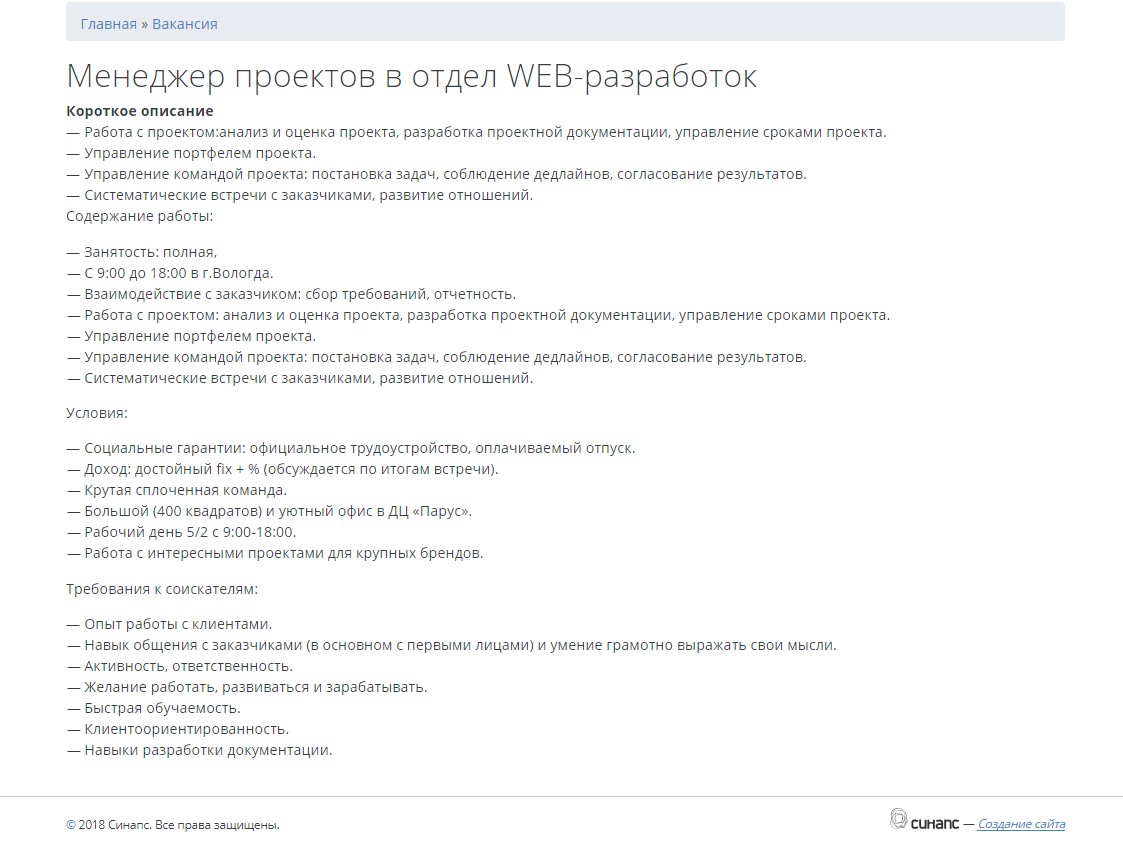 Главная » Вакансия
Менеджер проектов в отдел WEB-разработок
Короткое описание
— Работа с проектом:анализ и оценка проекта, разработка проектной документации, управление сроками проекта.
— Управление портфелем проекта.
— Управление командой проекта: постановка задач, соблюдение дедлайнов, согласование результатов.
— Систематические встречи с заказчиками, развитие отношений.
Содержание работы:
— Занятость: полная,
— С 9:00 до 18:00 в г.Вологда.
— Взаимодействие с заказчиком: сбор требований, отчетность.
— Работа с проектом: анализ и оценка проекта, разработка проектной документации, управление сроками проекта.
— Управление портфелем проекта.
— Управление командой проекта: постановка задач, соблюдение дедлайнов, согласование результатов.
— Систематические встречи с заказчиками, развитие отношений.
Условия:
— Социальные гарантии: официальное трудоустройство, оплачиваемый отпуск.
— Доход: достойный fix + % (обсуждается по итогам встречи).
— Крутая сплоченная команда.
— Большой (400 квадратов) и уютный офис в ДЦ «Парус».
— Рабочий день 5/2 с 9:00-18:00.
— Работа с интересными проектами для крупных брендов.
Требования к соискателям:
— Опыт работы с клиентами.
— Навык общения с заказчиками (в основном с первыми лицами) и умение грамотно выражать свои мысли.
— Активность, ответственность.
— Желание работать, развиваться и зарабатывать.
— Быстрая обучаемость.
— Клиентоориентированность.
— Навыки разработки документации.
© 2018 Синапс. Все права защищены.
синапс — Создание сайта